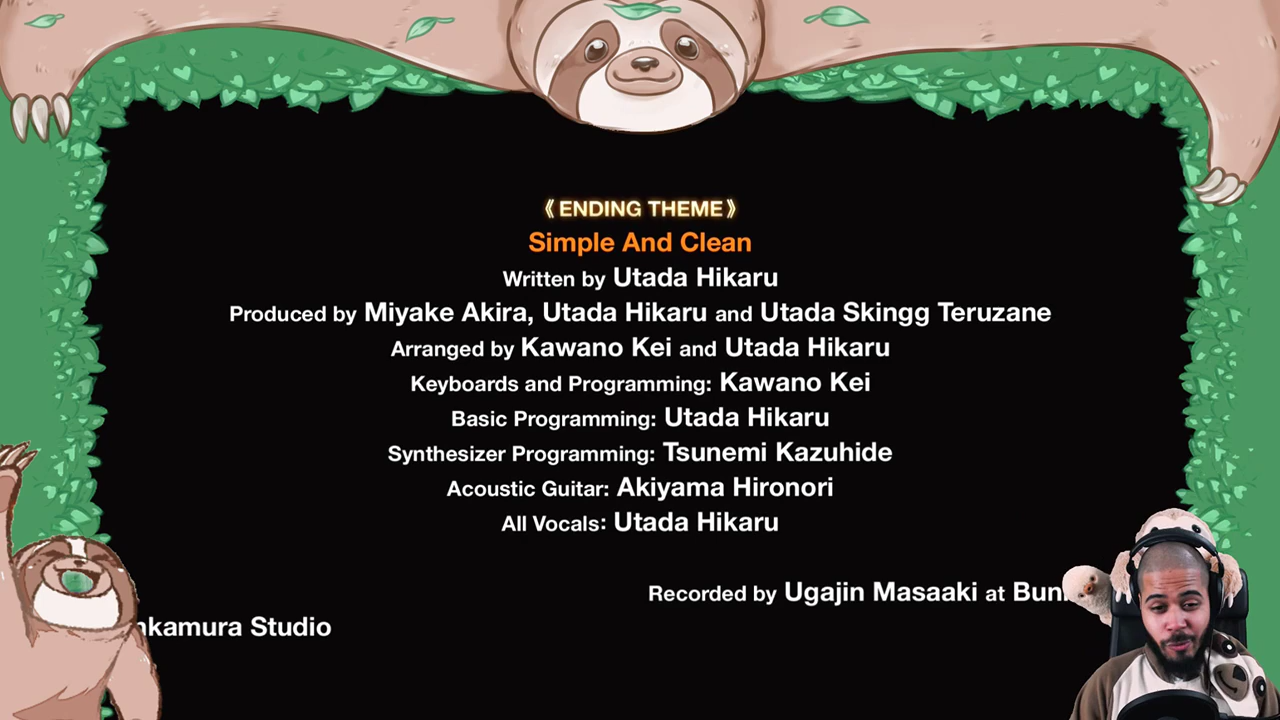 《ENDING THEME》
Simple And Clean
Written by Utada Hikaru
Produced by Miyake Akira, Utada Hikaru and Utada Skingg Teruzane
Arranged by Kawano Kei and Utada Hikaru
Keyboards and Programming: Kawano Kei
Basic Programming: Utada Hikaru
Synthesizer Programming: Tsunemi Kazuhide
Acoustic Guitar: Akiyama Hironori
All Vocals: Utada Hikaru
Recorded by Ugajin Masaaki at
Studio